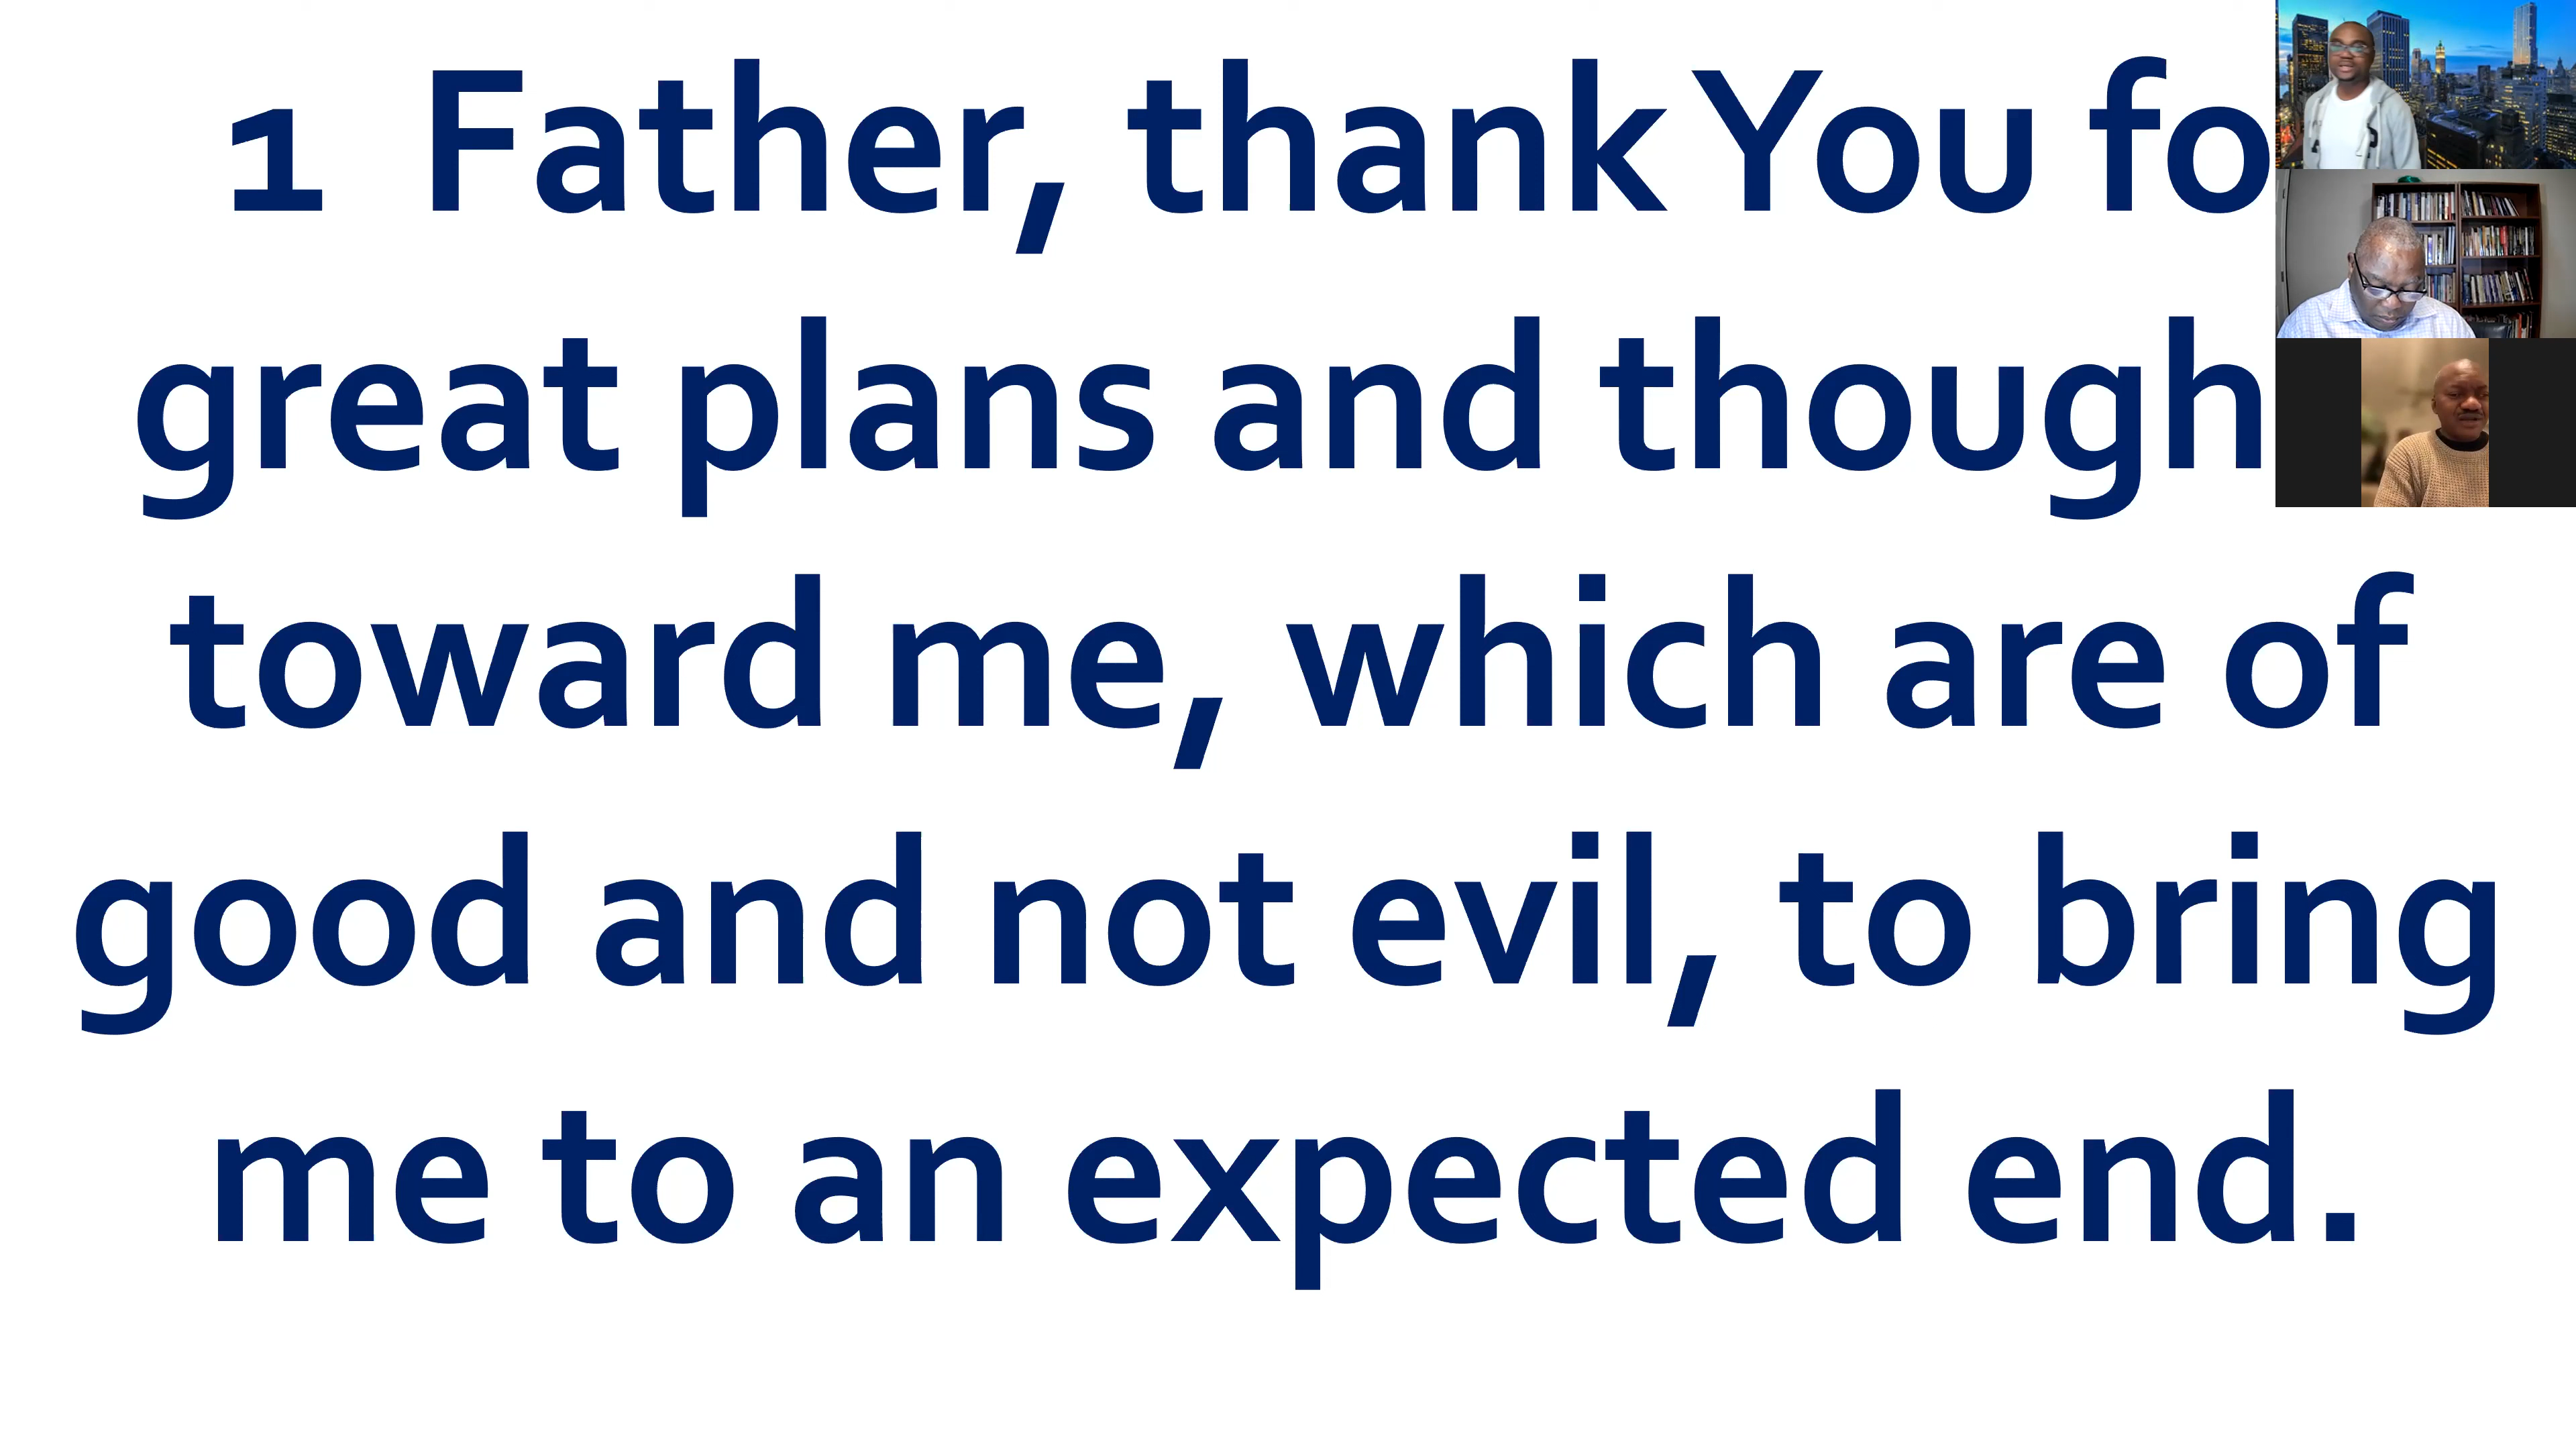 1 Father, thank You fo
great plans and though
toward me, which are of
good and not evil, to bring
me to an expected end.